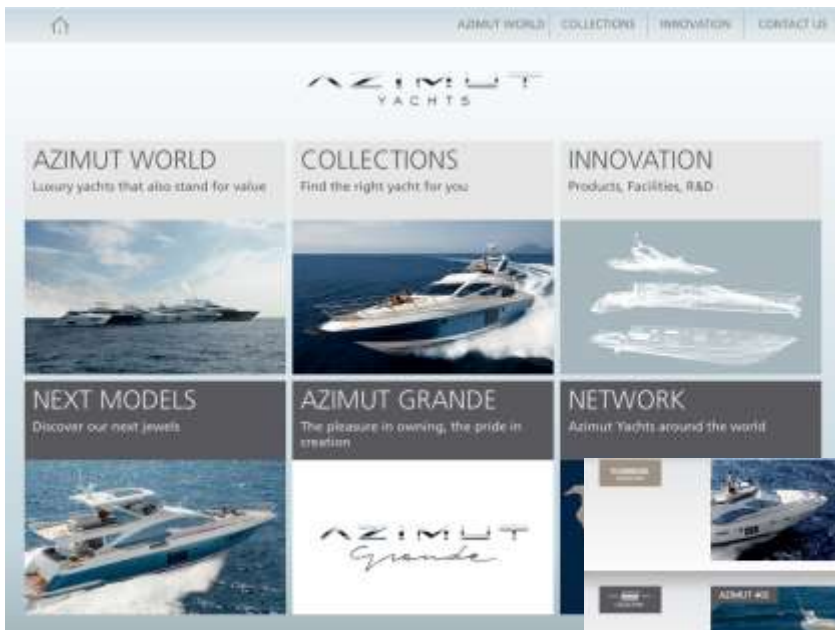 AZIMUT WORLD COLLECTIONS INNOVATION CONTACT US
AZIMUT
YACHTS
AZIMUT WORLD
Luxury yachts that also stand for value
COLLECTIONS
Find the right yacht for you
INNOVATION
Products, Facilities, R&D
NEXT MODELS
Discover our next jewels
AZIMUT GRANDE
The pleasure in owning, the pride in
creation
NETWORK
Azimut Yachts around the world
AZIMUT
Grande